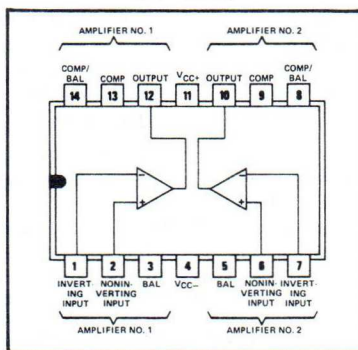 AMPLIFIER NO. 1
AMPLIFIER NO. 2
COMP/
BAL
COMP
OUTPUT
VCC+
OUTPUT
COMP
COMP/
BAL
14
13
12
11
10
9
8
-
+
-
+
1
2
3
4
5
6
7
INVERT-
ING
INPUT
NONIN-
VERTING
INPUT
BAL
VCC-
BAL
NONIN-
VERTING
INPUT
INVERT-
ING
INPUT
AMPLIFIER NO. 1
AMPLIFIER NO. 2